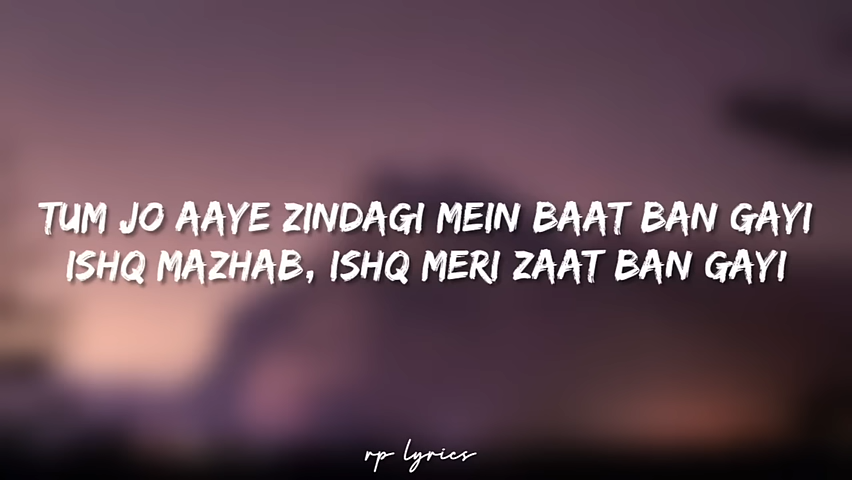 TUM JO AAYE ZINDAGI MEIN BAAT BAN GAYI
ISHQ MAZHAB, ISHQ MERI ZAAT BAN GAYI
rp lyrics